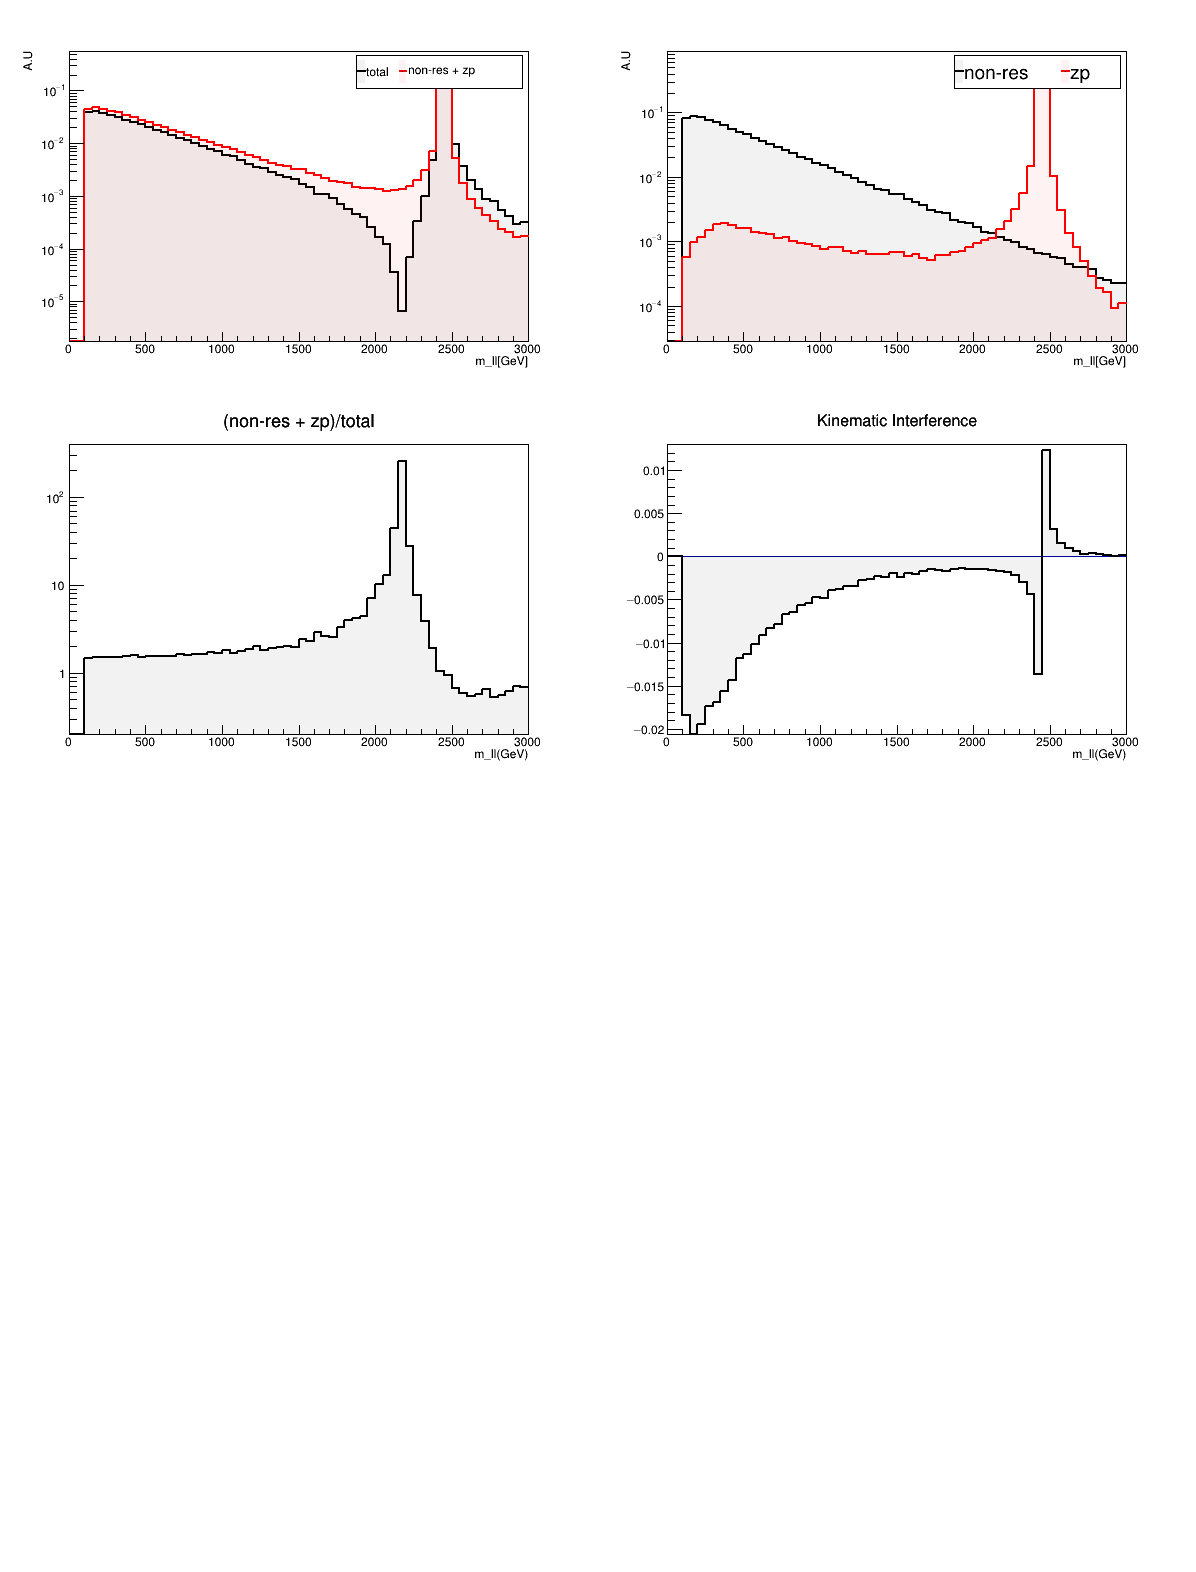 A.U
total non-res + zp
10−1
10−2
10−3
10−4
10−5
0 500 1000 1500 2000 2500 3000
m_ll[GeV]
A.U
non-res zp
10−1
10−2
10−3
10−4
0 500 1000 1500 2000 2500 3000
m_ll[GeV]
(non-res + zp)/total
102
10
1
0 500 1000 1500 2000 2500 3000
m_ll(GeV)
Kinematic Interference
0.01
0.005
0
−0.005
−0.01
−0.015
−0.02
0 500 1000 1500 2000 2500 3000
m_ll(GeV)